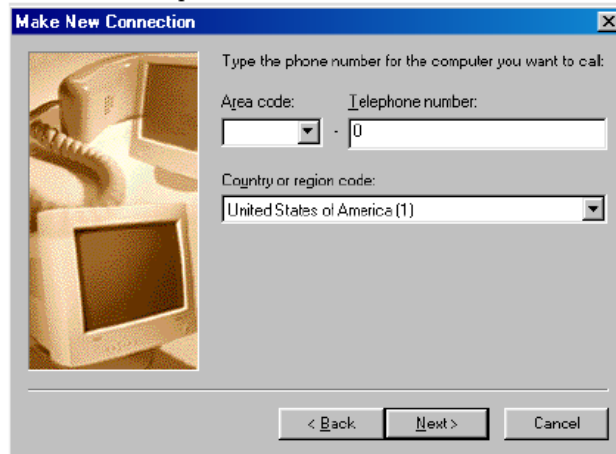 Make New Connection
Type the phone number for the computer you want to call:
Area code: Telephone number:
- 0
Country or region code:
United States of America (1)
< Back Next > Cancel